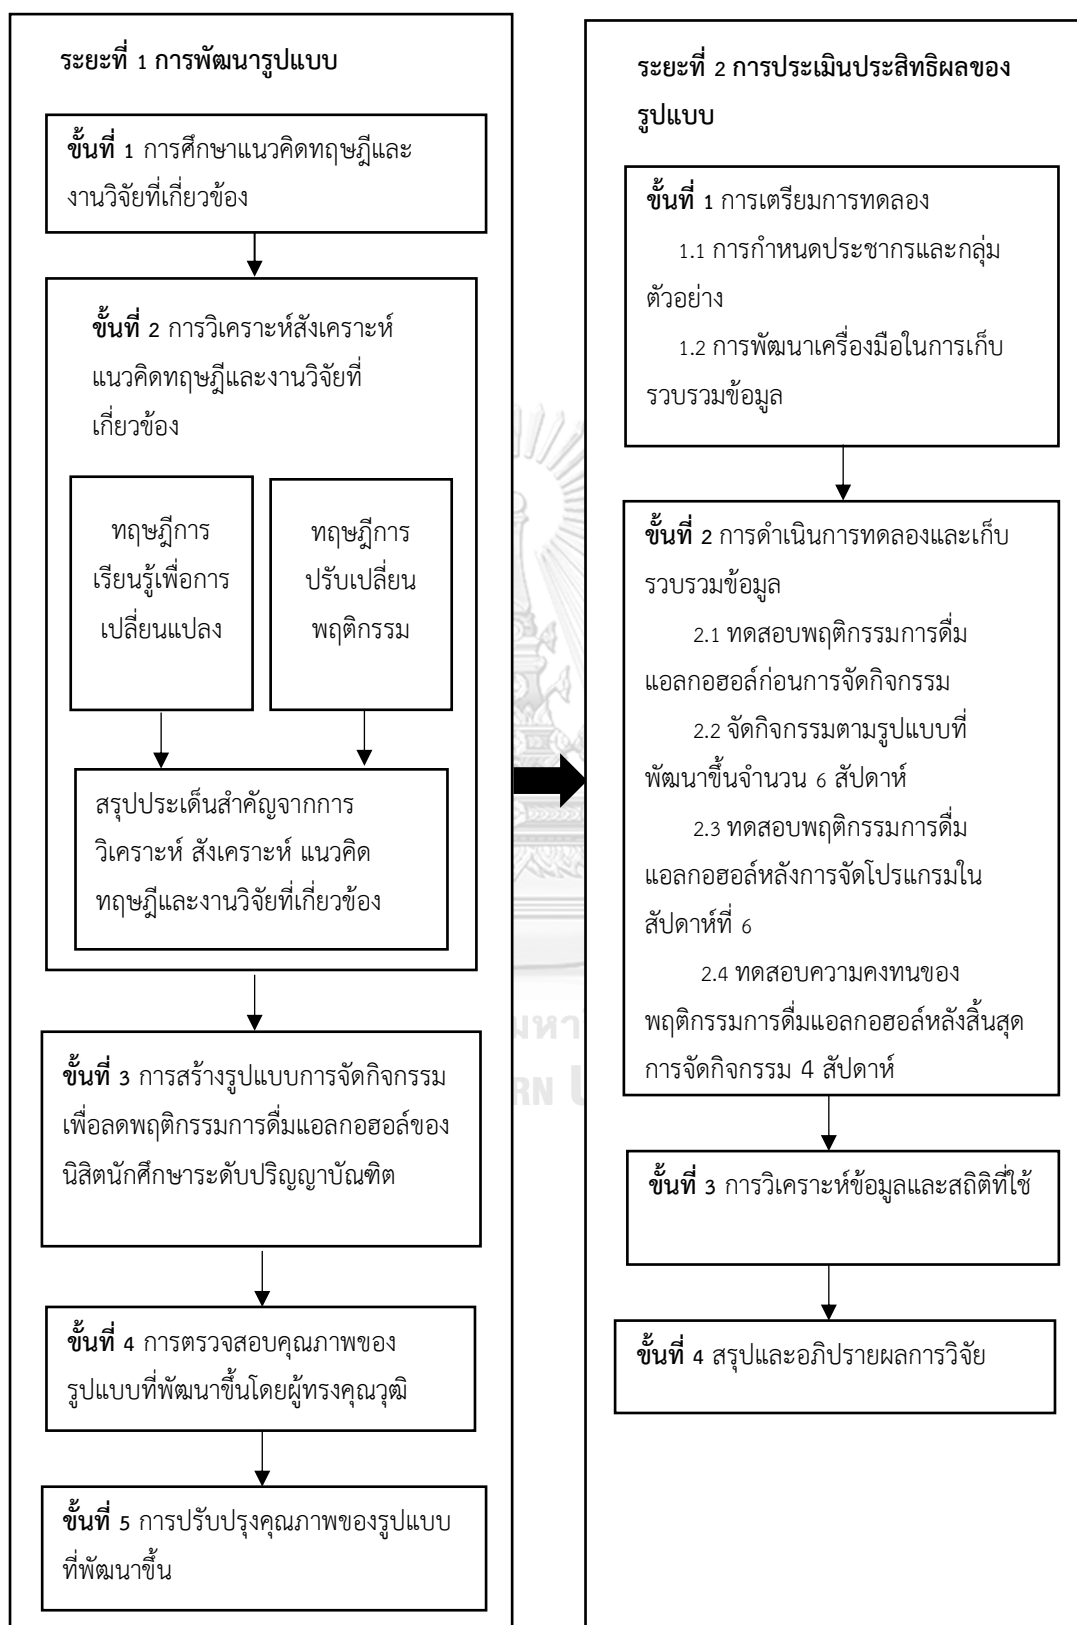 ระยะที่ 1 การพัฒนารูปแบบ
ขั้นที่ 1 การศึกษาแนวคิดทฤษฎีและ
งานวิจัยที่เกี่ยวข้อง
ขั้นที่ 2 การวิเคราะห์สังเคราะห์
แนวคิดทฤษฎีและงานวิจัยที่
เกี่ยวข้อง
ทฤษฎีการ
เรียนรู้เพื่อการ
เปลี่ยนแปลง
ทฤษฎีการ
ปรับเปลี่ยน
พฤติกรรม
สรุปประเด็นสำคัญจากการ
วิเคราะห์ สังเคราะห์ แนวคิด
ทฤษฎีและงานวิจัยที่เกี่ยวข้อง
ขั้นที่ 3 การสร้างรูปแบบการจัดกิจกรรม
เพื่อลดพฤติกรรมการดื่มแอลกอฮอล์ของ
นิสิตนักศึกษาระดับปริญญาบัณฑิต
ขั้นที่ 4 การตรวจสอบคุณภาพของ
รูปแบบที่พัฒนาขึ้นโดยผู้ทรงคุณวุฒิ
ขั้นที่ 5 การปรับปรุงคุณภาพของรูปแบบ
ที่พัฒนาขึ้น
ระยะที่ 2 การประเมินประสิทธิผลของ
รูปแบบ
ขั้นที่ 1 การเตรียมการทดลอง
1.1 การกำหนดประชากรและกลุ่ม
ตัวอย่าง
1.2 การพัฒนาเครื่องมือในการเก็บ
รวบรวมข้อมูล
ขั้นที่ 2 การดำเนินการทดลองและเก็บ
รวบรวมข้อมูล
2.1 ทดสอบพฤติกรรมการดื่ม
แอลกอฮอล์ก่อนการจัดกิจกรรม
2.2 จัดกิจกรรมตามรูปแบบที่
พัฒนาขึ้นจำนวน 6 สัปดาห์
2.3 ทดสอบพฤติกรรมการดื่ม
แอลกอฮอล์หลังการจัดโปรแกรมใน
สัปดาห์ที่ 6
2.4 ทดสอบความคงทนของ
พฤติกรรมการดื่มแอลกอฮอล์หลังสิ้นสุด
การจัดกิจกรรม 4 สัปดาห์
ขั้นที่ 3 การวิเคราะห์ข้อมูลและสถิติที่ใช้
ขั้นที่ 4 สรุปและอภิปรายผลการวิจัย
มหา
RN U